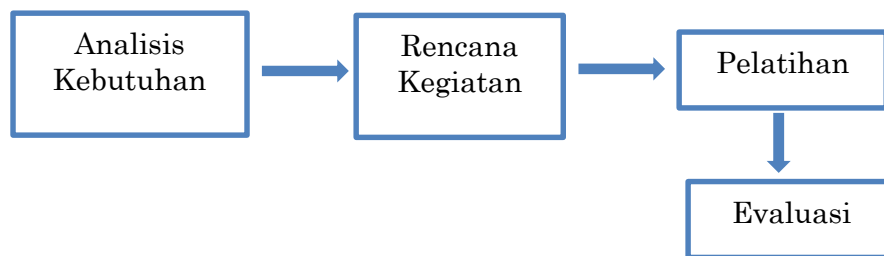 Analisis
Kebutuhan
Rencana
Kegiatan
Pelatihan
Evaluasi